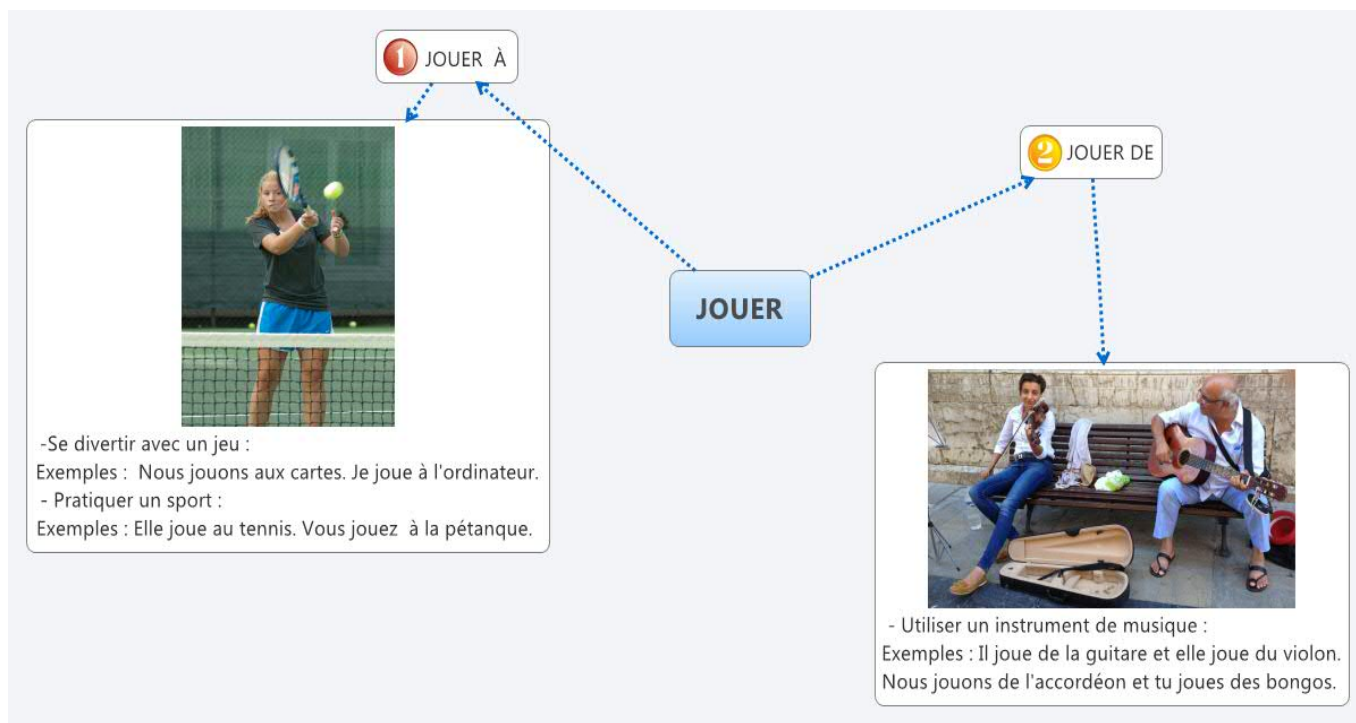 1 JOUER À
2 JOUER DE
JOUER
-Se divertir avec un jeu :
Exemples : Nous jouons aux cartes. Je joue à l'ordinateur.
- Pratiquer un sport :
Exemples : Elle joue au tennis. Vous jouez à la pétanque.
- Utiliser un instrument de musique :
Exemples : Il joue de la guitare et elle joue du violon.
Nous jouons de l'accordéon et tu joues des bongos.